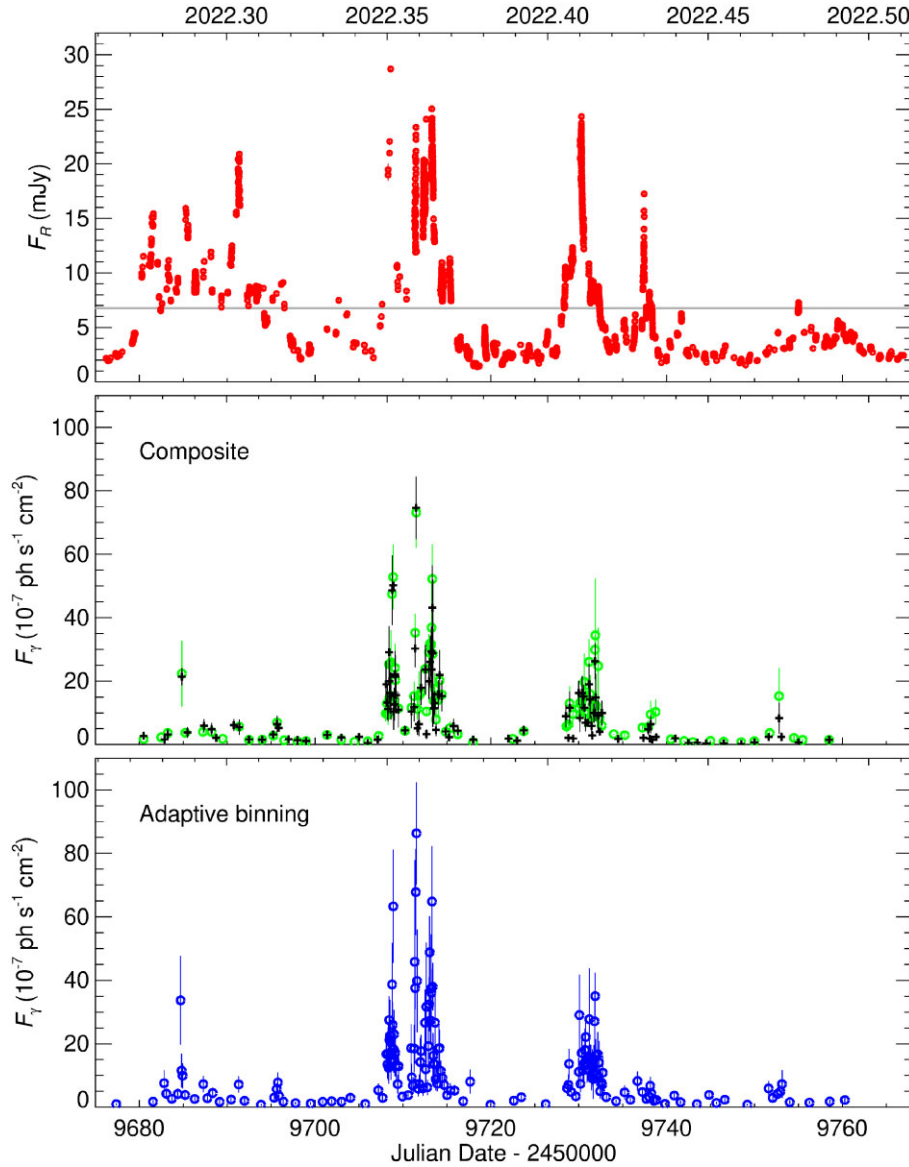 2022.30 2022.35 2022.40 2022.45 2022.50
30
25
20
15
10
5
0
F_R (mJy)
100
80
60
40
20
0
Composite
F_γ (10⁻⁷ ph s⁻¹ cm⁻²)
100
80
60
40
20
0
Adaptive binning
F_γ (10⁻⁷ ph s⁻¹ cm⁻²)
9680 9700 9720 9740 9760
Julian Date - 2450000